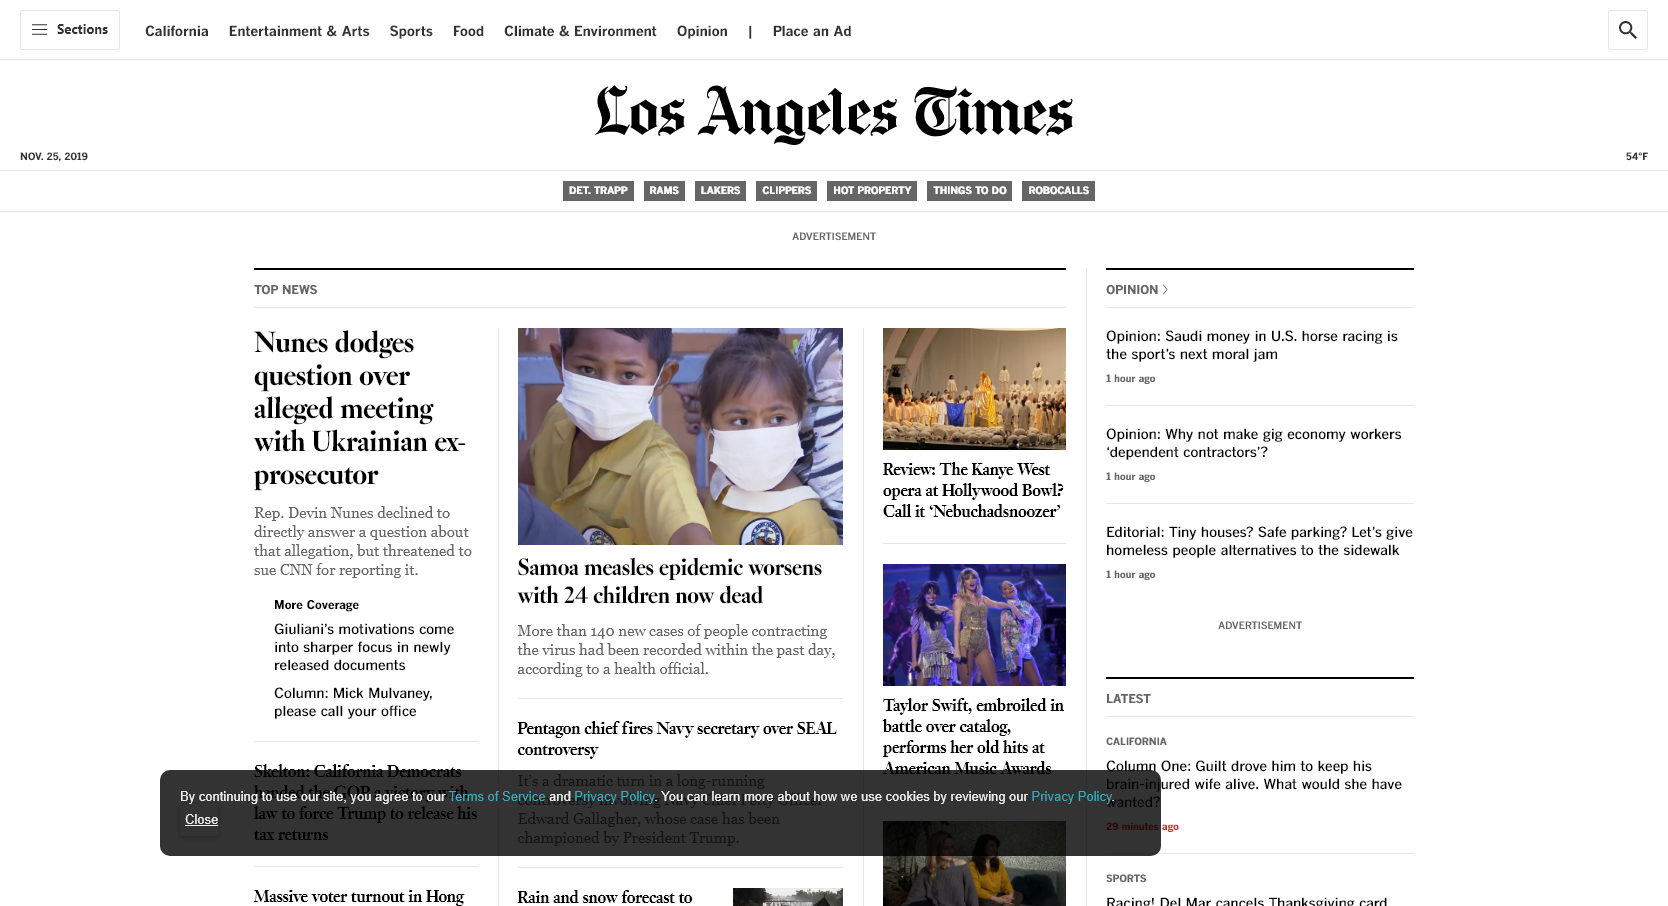 Sections
California
Entertainment & Arts
Sports
Food
Climate & Environment
Opinion
|
Place an Ad
Los Angeles Times
NOV. 25, 2019
54°F
DET. TRAPP
RAMS
LAKERS
CLIPPERS
HOT PROPERTY
THINGS TO DO
ROBOCALLS
ADVERTISEMENT
TOP NEWS
Nunes dodges
question over
alleged meeting
with Ukrainian ex-
prosecutor
Rep. Devin Nunes declined to
directly answer a question about
that allegation, but threatened to
sue CNN for reporting it.
More Coverage
Giuliani's motivations come
into sharper focus in newly
released documents
Column: Mick Mulvaney,
please call your office
Skelton: California Democrats
handed the GOP a victory with
law to force Trump to release his
tax returns
Massive voter turnout in Hong
Samoa measles epidemic worsens
with 24 children now dead
More than 140 new cases of people contracting
the virus had been recorded within the past day,
according to a health official.
Pentagon chief fires Navy secretary over SEAL
controversy
It's a dramatic turn in a long-running
controversy involving Navy Chief Petty Officer
Edward Gallagher, whose case has been
championed by President Trump.
Rain and snow forecast to
Review: The Kanye West
opera at Hollywood Bowl?
Call it 'Nebuchadsnoozer'
Taylor Swift, embroiled in
battle over catalog,
performs her old hits at
American Music Awards
OPINION
Opinion: Saudi money in U.S. horse racing is
the sport's next moral jam
1 hour ago
Opinion: Why not make gig economy workers
'dependent contractors'?
1 hour ago
Editorial: Tiny houses? Safe parking? Let's give
homeless people alternatives to the sidewalk
1 hour ago
ADVERTISEMENT
LATEST
CALIFORNIA
Column One: Guilt drove him to keep his
brain-injured wife alive. What would she have
wanted?
29 minutes ago
SPORTS
Racing! Del Mar cancels Thanksgiving card
By continuing to use our site, you agree to our Terms of Service and Privacy Policy. You can learn more about how we use cookies by reviewing our Privacy Policy.
Close